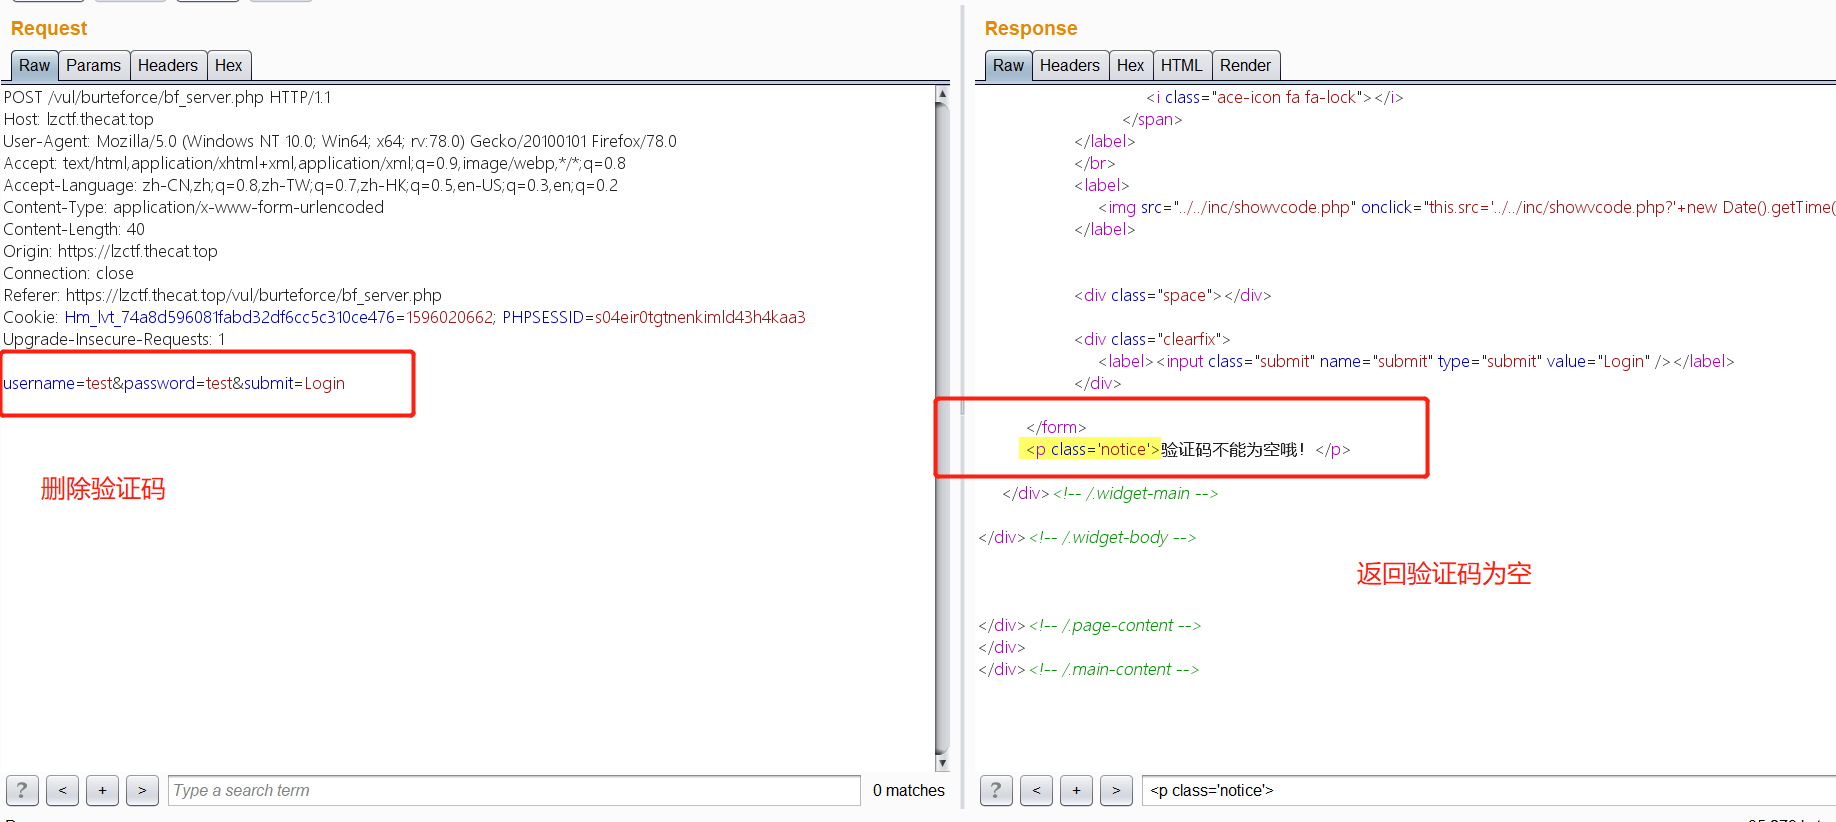 Request
Raw Params Headers Hex
POST /vul/burteforce/bf_server.php HTTP/1.1
Host: lzctf.thecat.top
User-Agent: Mozilla/5.0 (Windows NT 10.0; Win64; x64; rv:78.0) Gecko/20100101 Firefox/78.0
Accept: text/html,application/xhtml+xml,application/xml;q=0.9,image/webp,*/*;q=0.8
Accept-Language: zh-CN,zh;q=0.8,zh-TW;q=0.7,zh-HK;q=0.5,en-US;q=0.3,en;q=0.2
Content-Type: application/x-www-form-urlencoded
Content-Length: 40
Origin: https://lzctf.thecat.top
Connection: close
Referer: https://lzctf.thecat.top/vul/burteforce/bf_server.php
Cookie: Hm_lvt_74a8d596081fabd32df6cc5c310ce476=1596020662; PHPSESSID=s04eir0tgtnenkimld43h4kaa3
Upgrade-Insecure-Requests: 1
username=test&password=test&submit=Login
删除验证码
? < + > Type a search term 0 matches
Response
Raw Headers Hex HTML Render
<i class="ace-icon fa fa-lock"></i>
</span>
</label>
</br>
<label>
<img src="../../inc/showvcode.php" onclick="this.src='../../inc/showvcode.php?'+new Date().getTime(
</label>
<div class="space"></div>
<div class="clearfix">
<label><input class="submit" name="submit" type="submit" value="Login" /></label>
</div>
</form>
<p class='notice'>验证码不能为空哦！</p>
</div><!-- /.widget-main -->
</div><!-- /.widget-body -->
返回验证码为空
</div><!-- /.page-content -->
</div>
</div><!-- /.main-content -->
? < + > <p class='notice'>